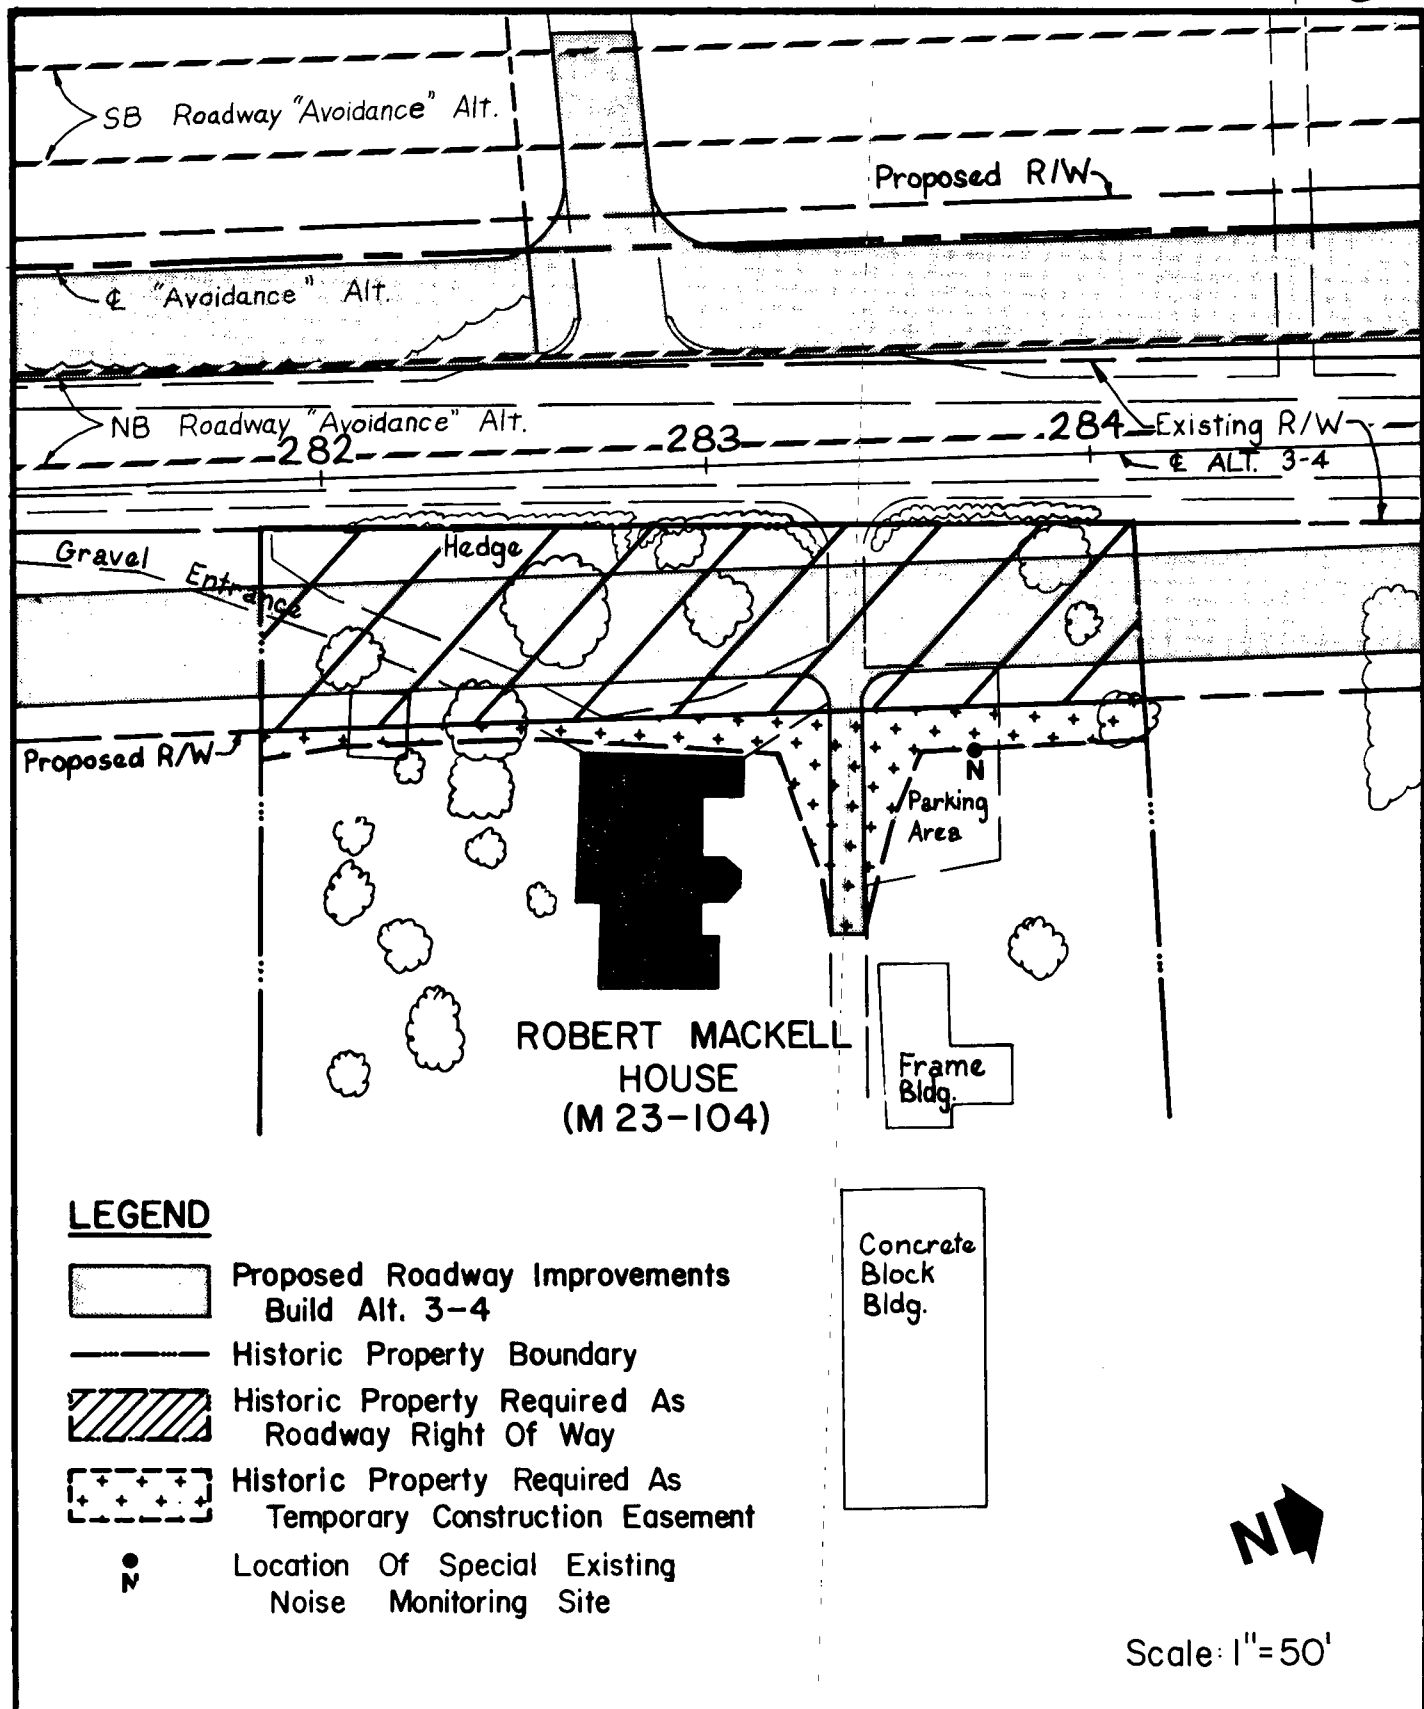 SB Roadway "Avoidance" Alt.
Proposed R/W
℄ "Avoidance" Alt.
NB Roadway "Avoidance" Alt.
282
283
284
Existing R/W
℄ ALT. 3-4
Gravel
Entrance
Hedge
Proposed R/W
N
Parking
Area
ROBERT MACKELL
HOUSE
(M 23-104)
Frame
Bldg.
Concrete
Block
Bldg.
LEGEND
Proposed Roadway Improvements
Build Alt. 3-4
Historic Property Boundary
Historic Property Required As
Roadway Right Of Way
Historic Property Required As
Temporary Construction Easement
N
Location Of Special Existing
Noise Monitoring Site
N
Scale: 1"=50'